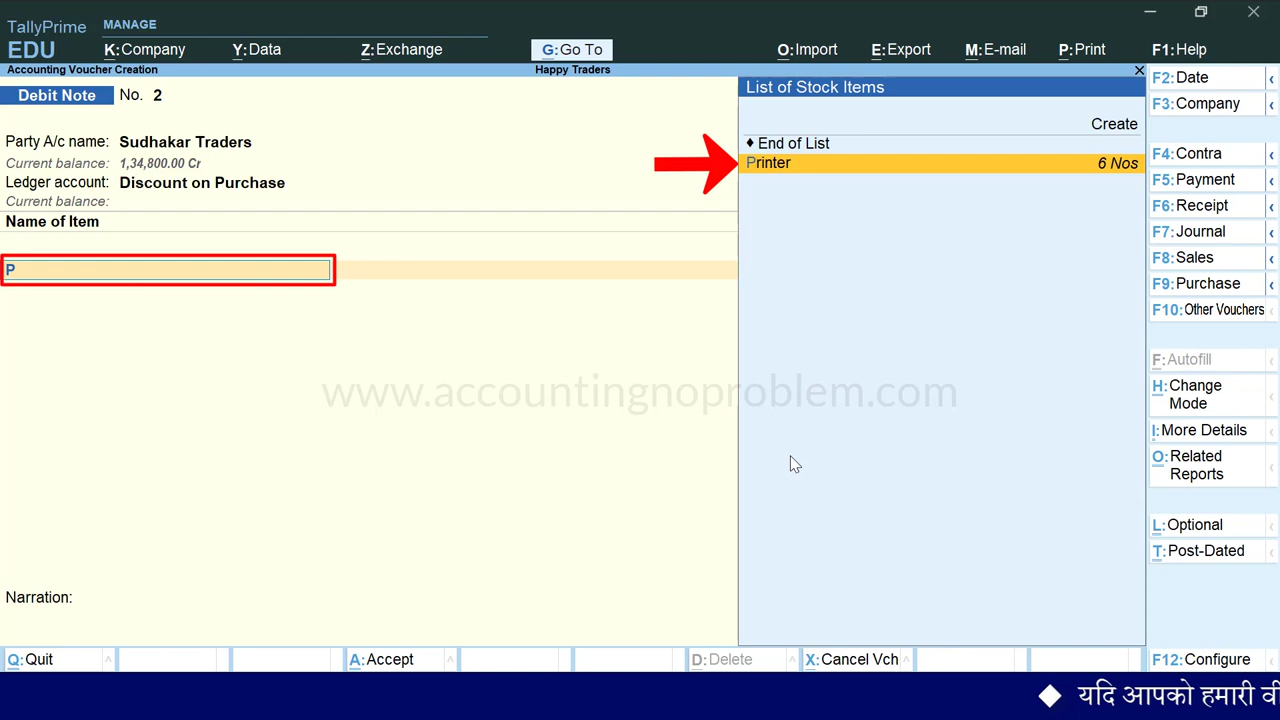 TallyPrime
EDU
MANAGE
K:Company Y:Data Z:Exchange G:Go To O:Import E:Export M:E-mail P:Print F1:Help
Accounting Voucher Creation Happy Traders
Debit Note No. 2
Party A/c name: Sudhakar Traders
Current balance: 1,34,800.00 Cr
Ledger account: Discount on Purchase
Current balance:
Name of Item
P
List of Stock Items
Create
♦ End of List
Printer 6 Nos
F2:Date
F3:Company
F4:Contra
F5:Payment
F6:Receipt
F7:Journal
F8:Sales
F9:Purchase
F10:Other Vouchers
F:Autofill
H:Change
Mode
I:More Details
O:Related
Reports
L:Optional
T:Post-Dated
www.accountingnoproblem.com
Narration:
Q:Quit A:Accept D:Delete X:Cancel Vch F12:Configure
◆ यदि आपको हमारी वी